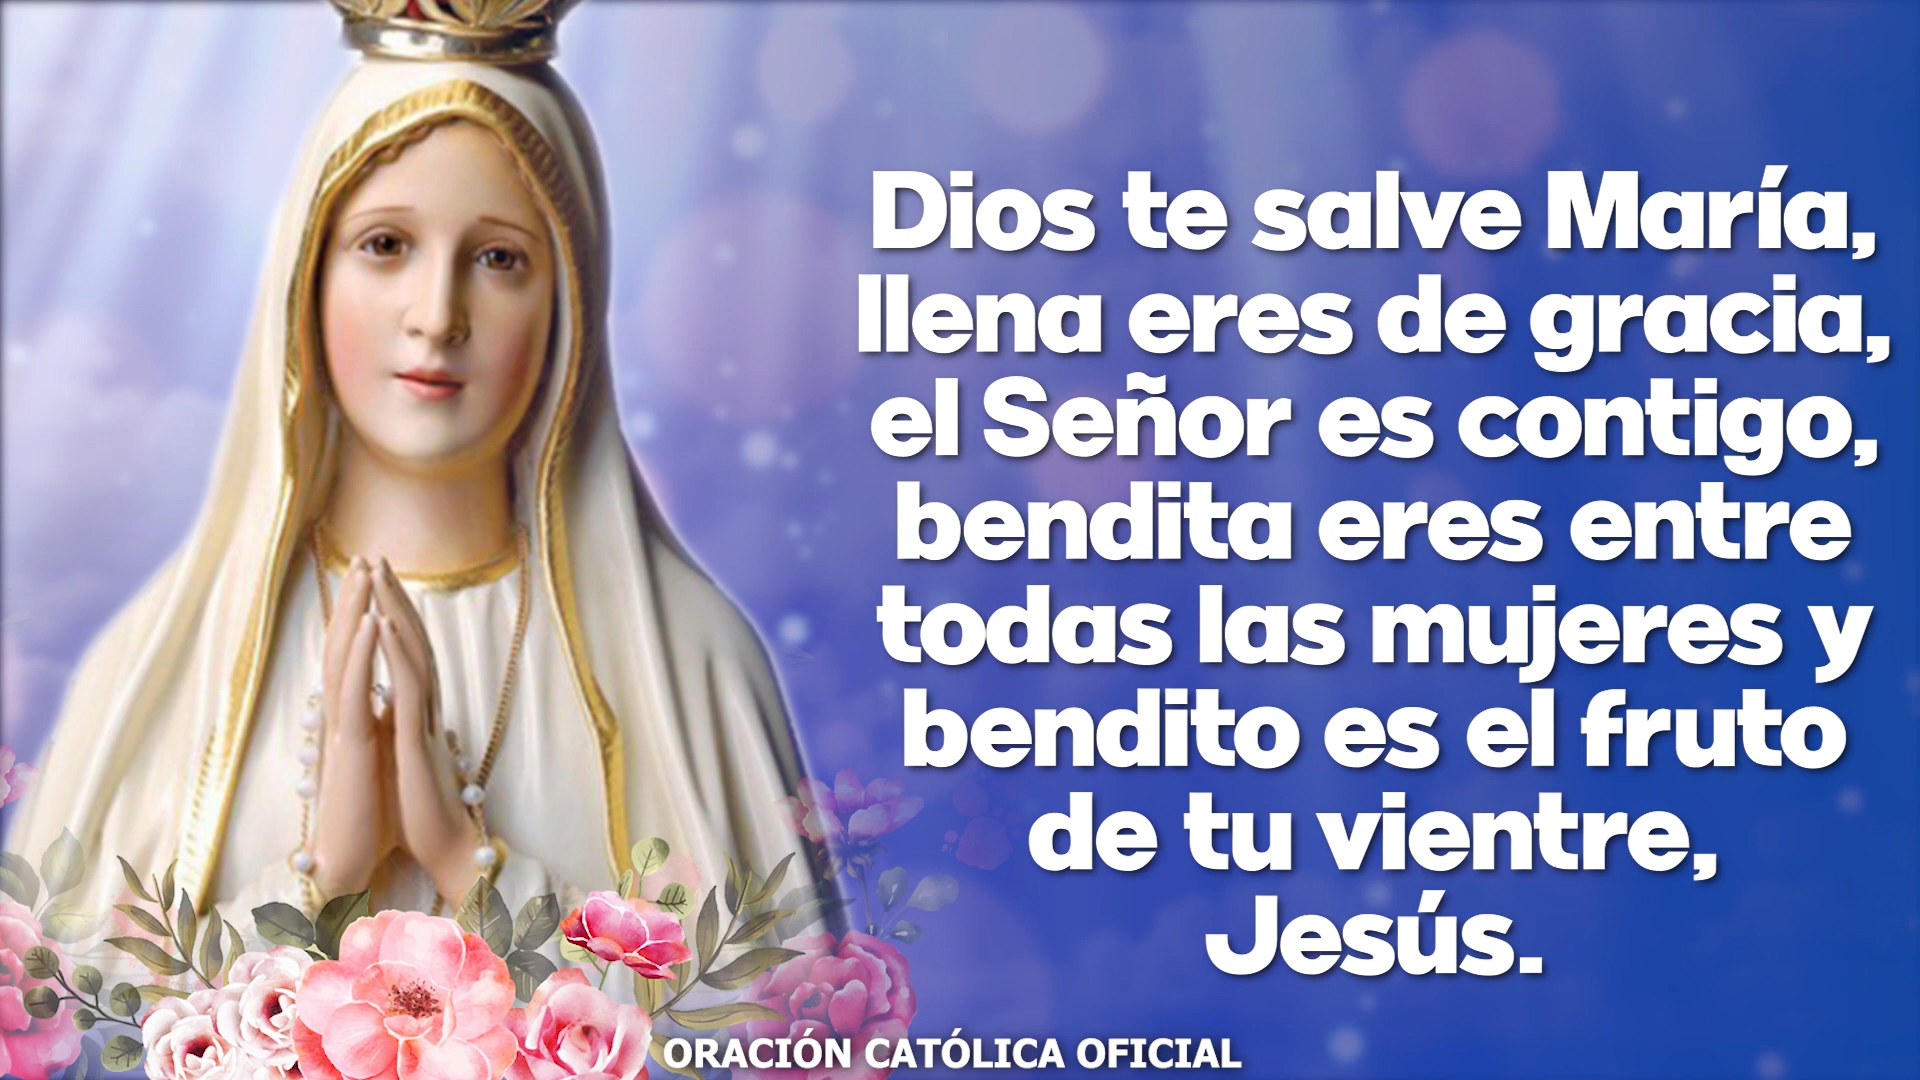 Dios te salve María,
llena eres de gracia,
el Señor es contigo,
bendita eres entre
todas las mujeres y
bendito es el fruto
de tu vientre,
Jesús.
ORACIÓN CATÓLICA OFICIAL